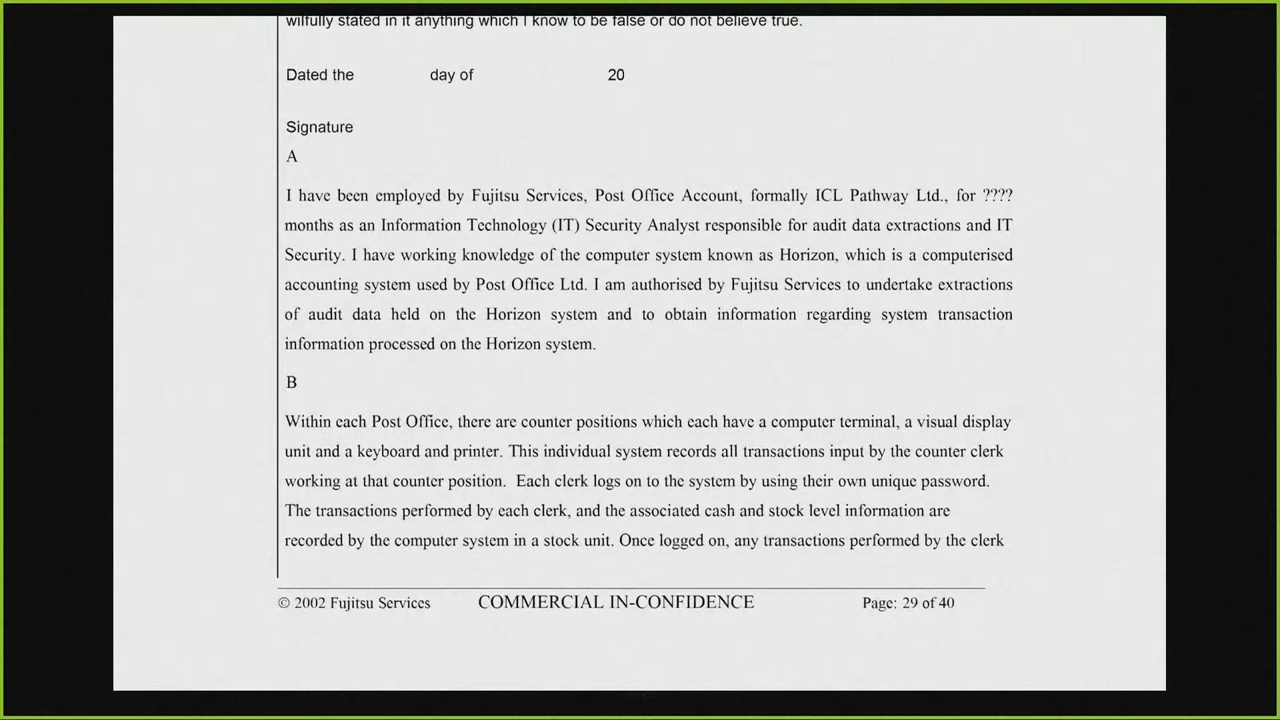 wilfully stated in it anything which I know to be false or do not believe true.
Dated the day of 20
Signature
A
I have been employed by Fujitsu Services, Post Office Account, formally ICL Pathway Ltd., for ????
months as an Information Technology (IT) Security Analyst responsible for audit data extractions and IT
Security. I have working knowledge of the computer system known as Horizon, which is a computerised
accounting system used by Post Office Ltd. I am authorised by Fujitsu Services to undertake extractions
of audit data held on the Horizon system and to obtain information regarding system transaction
information processed on the Horizon system.
B
Within each Post Office, there are counter positions which each have a computer terminal, a visual display
unit and a keyboard and printer. This individual system records all transactions input by the counter clerk
working at that counter position. Each clerk logs on to the system by using their own unique password.
The transactions performed by each clerk, and the associated cash and stock level information are
recorded by the computer system in a stock unit. Once logged on, any transactions performed by the clerk
© 2002 Fujitsu Services COMMERCIAL IN-CONFIDENCE Page: 29 of 40